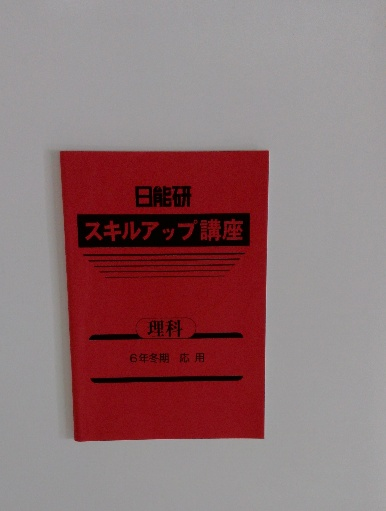 日能研
スキルアップ講座
理科
6年冬期 応用